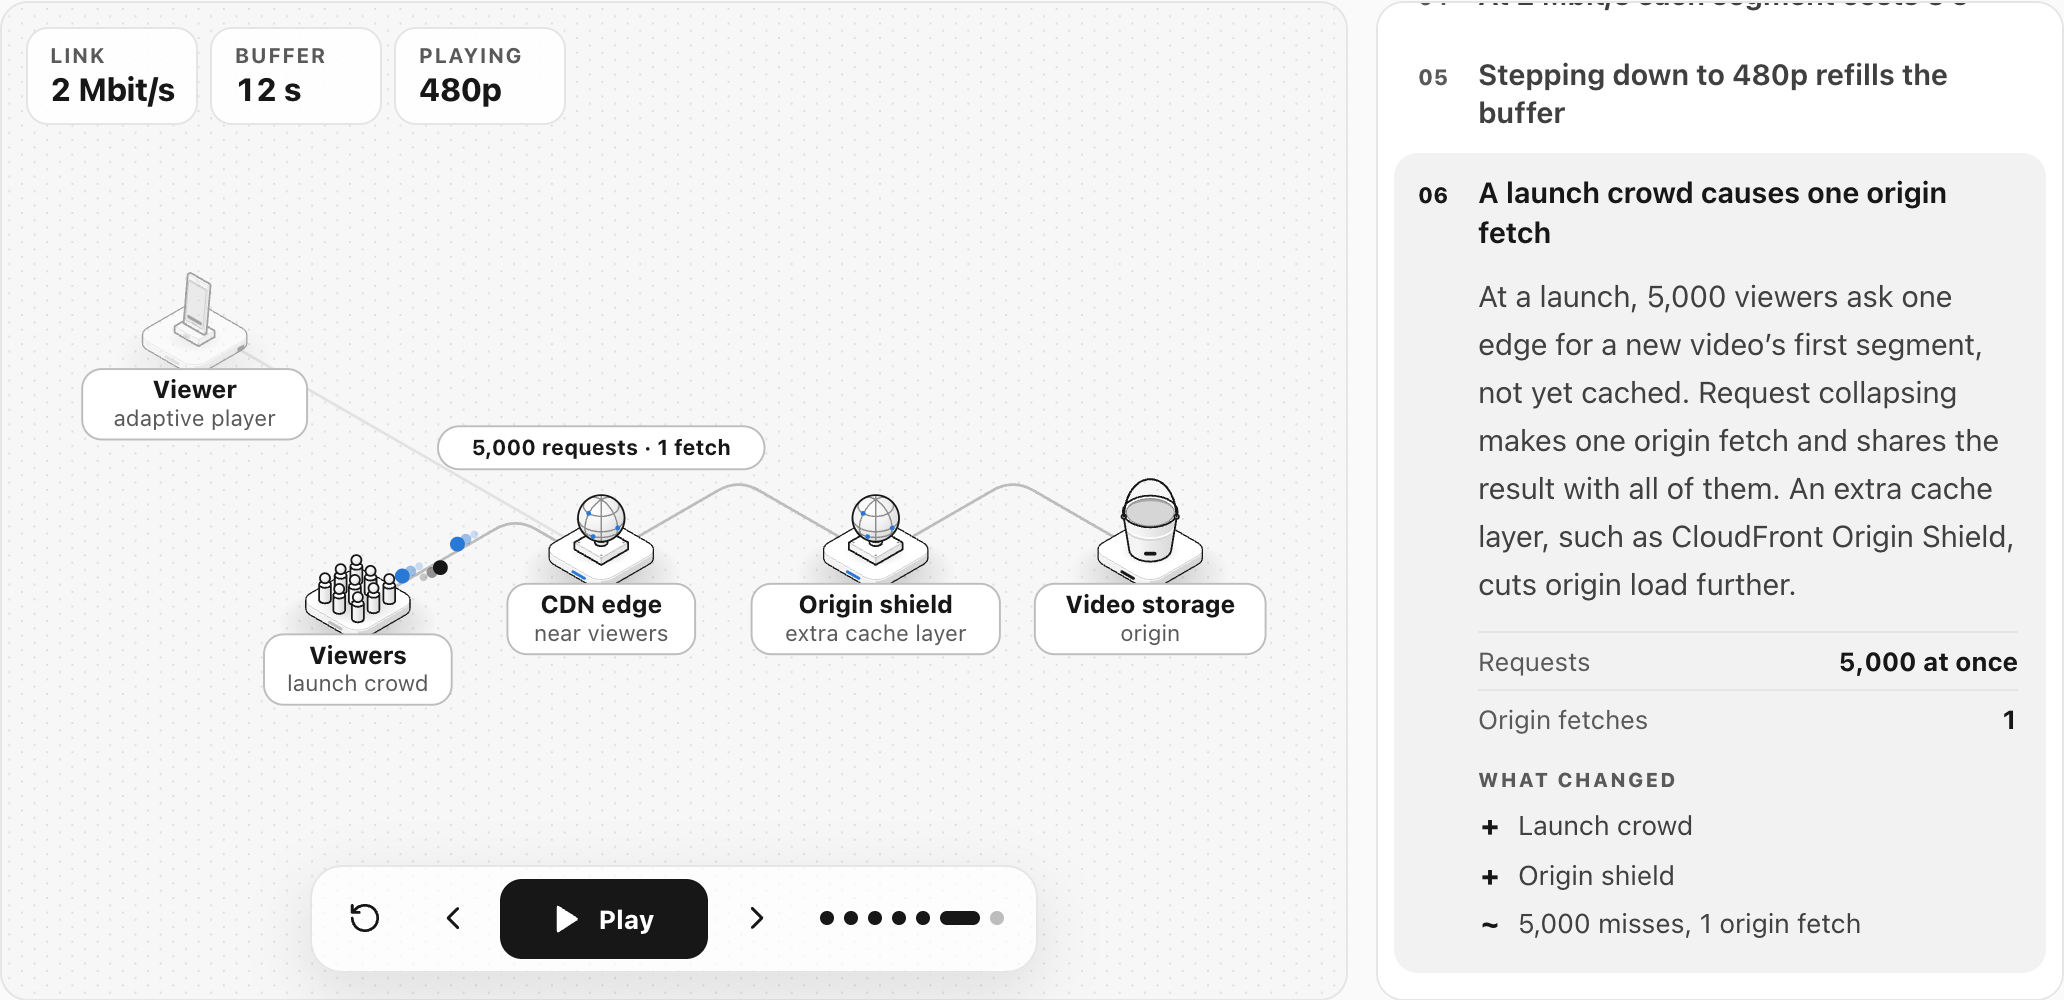 LINK
2 Mbit/s
BUFFER
12 s
PLAYING
480p
Viewer
adaptive player
5,000 requests · 1 fetch
CDN edge
near viewers
Origin shield
extra cache layer
Video storage
origin
Viewers
launch crowd
Play
05 Stepping down to 480p refills the
buffer
06 A launch crowd causes one origin
fetch
At a launch, 5,000 viewers ask one
edge for a new video’s first segment,
not yet cached. Request collapsing
makes one origin fetch and shares the
result with all of them. An extra cache
layer, such as CloudFront Origin Shield,
cuts origin load further.
Requests 5,000 at once
Origin fetches 1
WHAT CHANGED
+ Launch crowd
+ Origin shield
~ 5,000 misses, 1 origin fetch